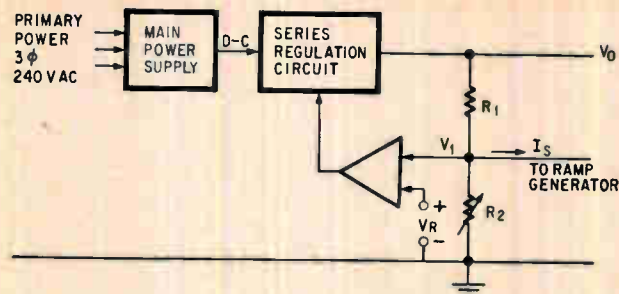 PRIMARY
POWER
3ϕ
240 VAC
MAIN
POWER
SUPPLY
D-C
SERIES
REGULATION
CIRCUIT
V0
R1
V1
IS
TO RAMP
GENERATOR
+
VR
−
R2